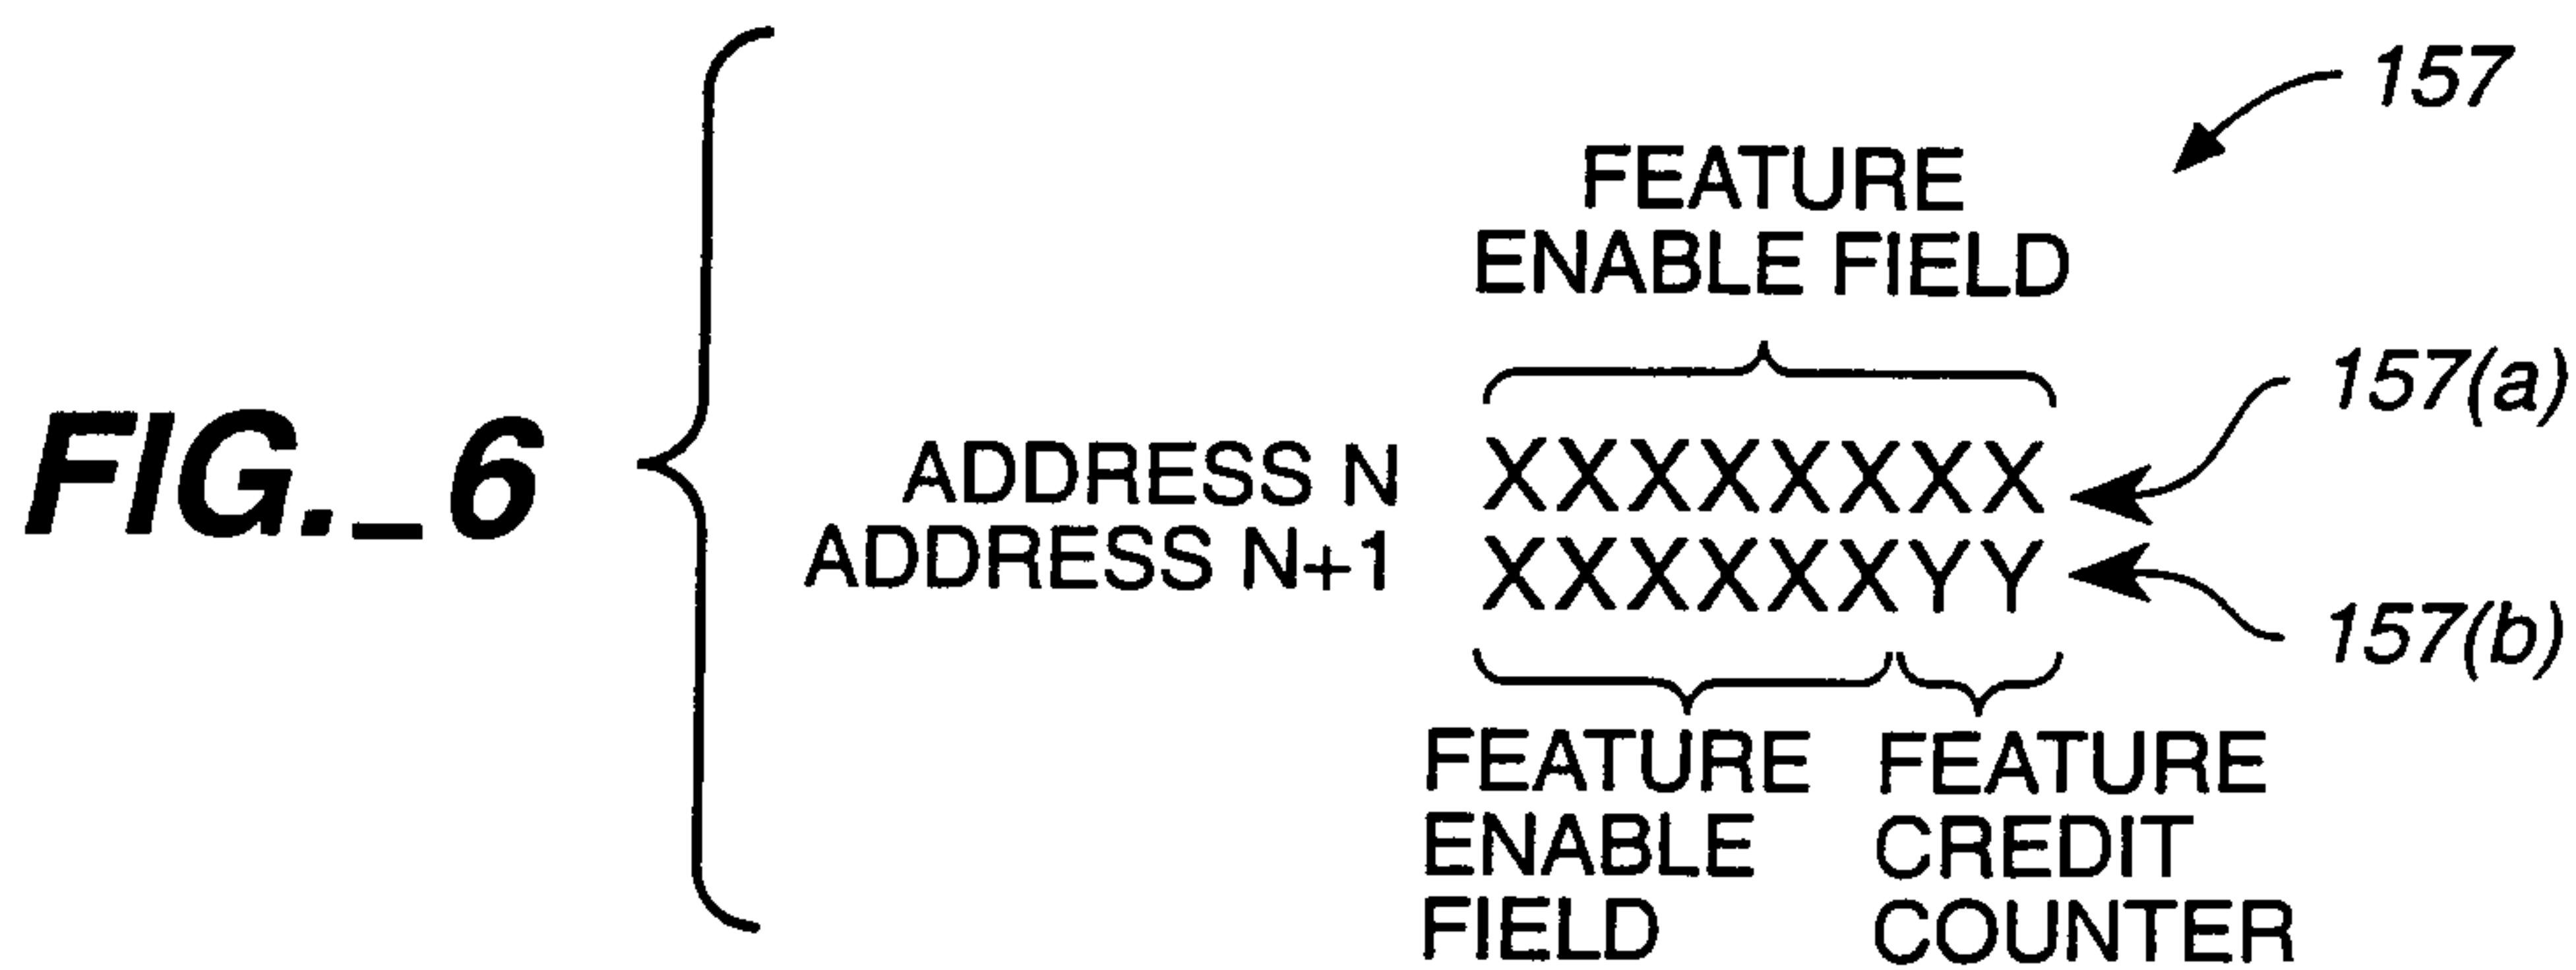 157
FEATURE
ENABLE FIELD
157(a)
FIG._6
ADDRESS N XXXXXXXX
ADDRESS N+1 XXXXXXYY
157(b)
FEATURE
ENABLE
FIELD
FEATURE
CREDIT
COUNTER